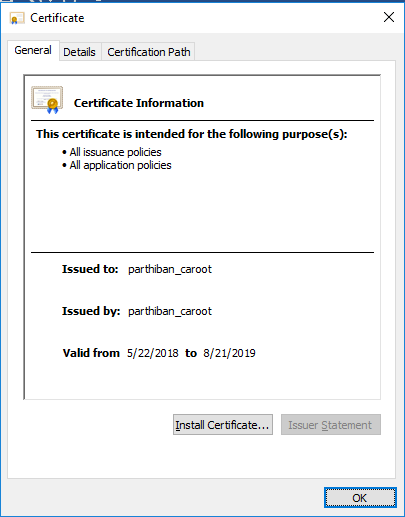 Certificate
General Details Certification Path
Certificate Information
This certificate is intended for the following purpose(s):
• All issuance policies
• All application policies
Issued to: parthiban_caroot
Issued by: parthiban_caroot
Valid from 5/22/2018 to 8/21/2019
Install Certificate... Issuer Statement
OK